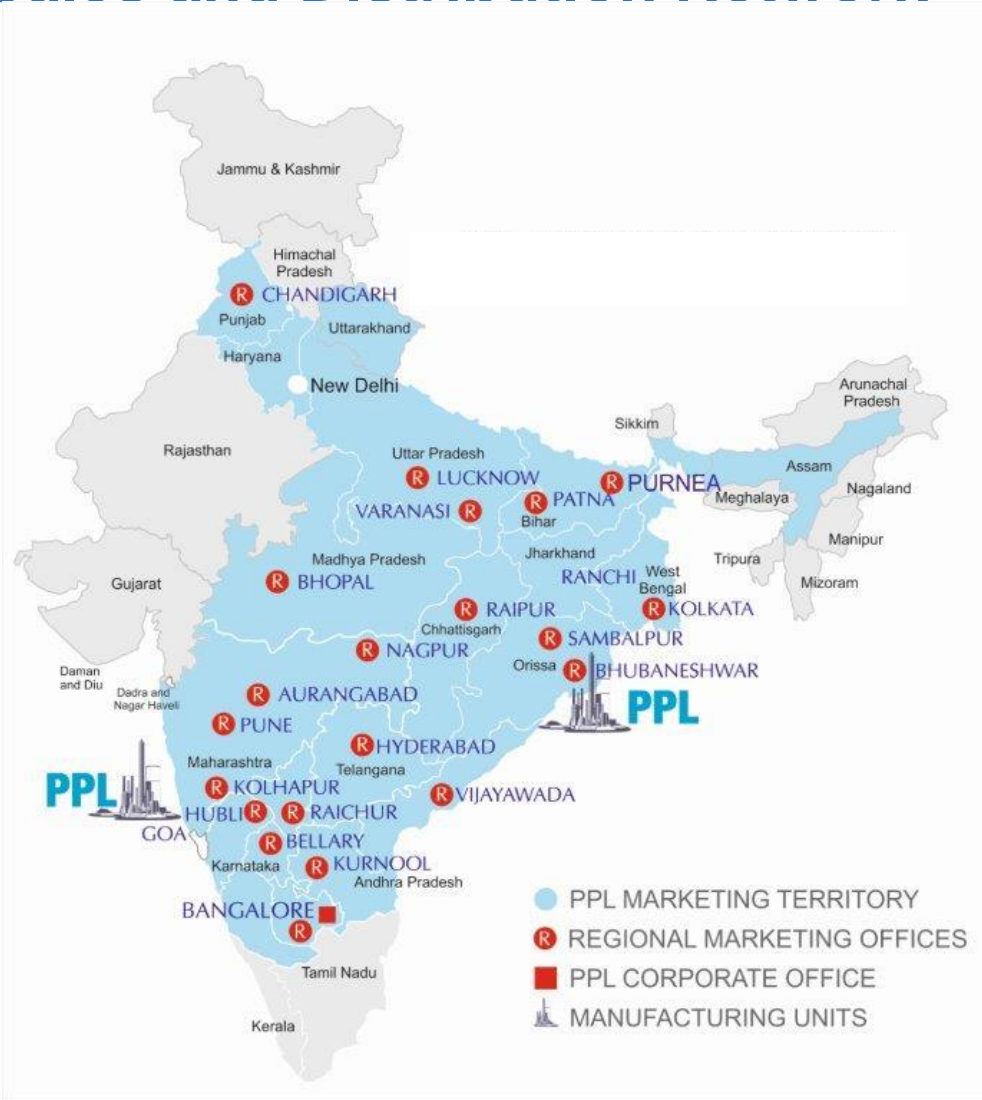 Jammu & Kashmir
Himachal
Pradesh
R CHANDIGARH
Punjab
Uttarakhand
Haryana
New Delhi
Arunachal
Pradesh
Sikkim
Rajasthan
Uttar Pradesh
Assam
R LUCKNOW
R PURNEA
Nagaland
Meghalaya
VARANASI R
R PATNA
Bihar
Manipur
Madhya Pradesh
Jharkhand
Tripura
Gujarat
R BHOPAL
RANCHI
West
Bengal
Mizoram
R RAIPUR
R KOLKATA
Chhattisgarh
R SAMBALPUR
R NAGPUR
Orissa
R BHUBANESHWAR
Daman
and Diu
Dadra and
Nagar Haveli
R AURANGABAD
PPL
R PUNE
R HYDERABAD
Maharashtra
Telangana
PPL
R KOLHAPUR
R VIJAYAWADA
HUBLI R
R RAICHUR
GOA
R BELLARY
Karnataka
R KURNOOL
Andhra Pradesh
BANGALORE
R
Tamil Nadu
Kerala
PPL MARKETING TERRITORY
R REGIONAL MARKETING OFFICES
PPL CORPORATE OFFICE
MANUFACTURING UNITS